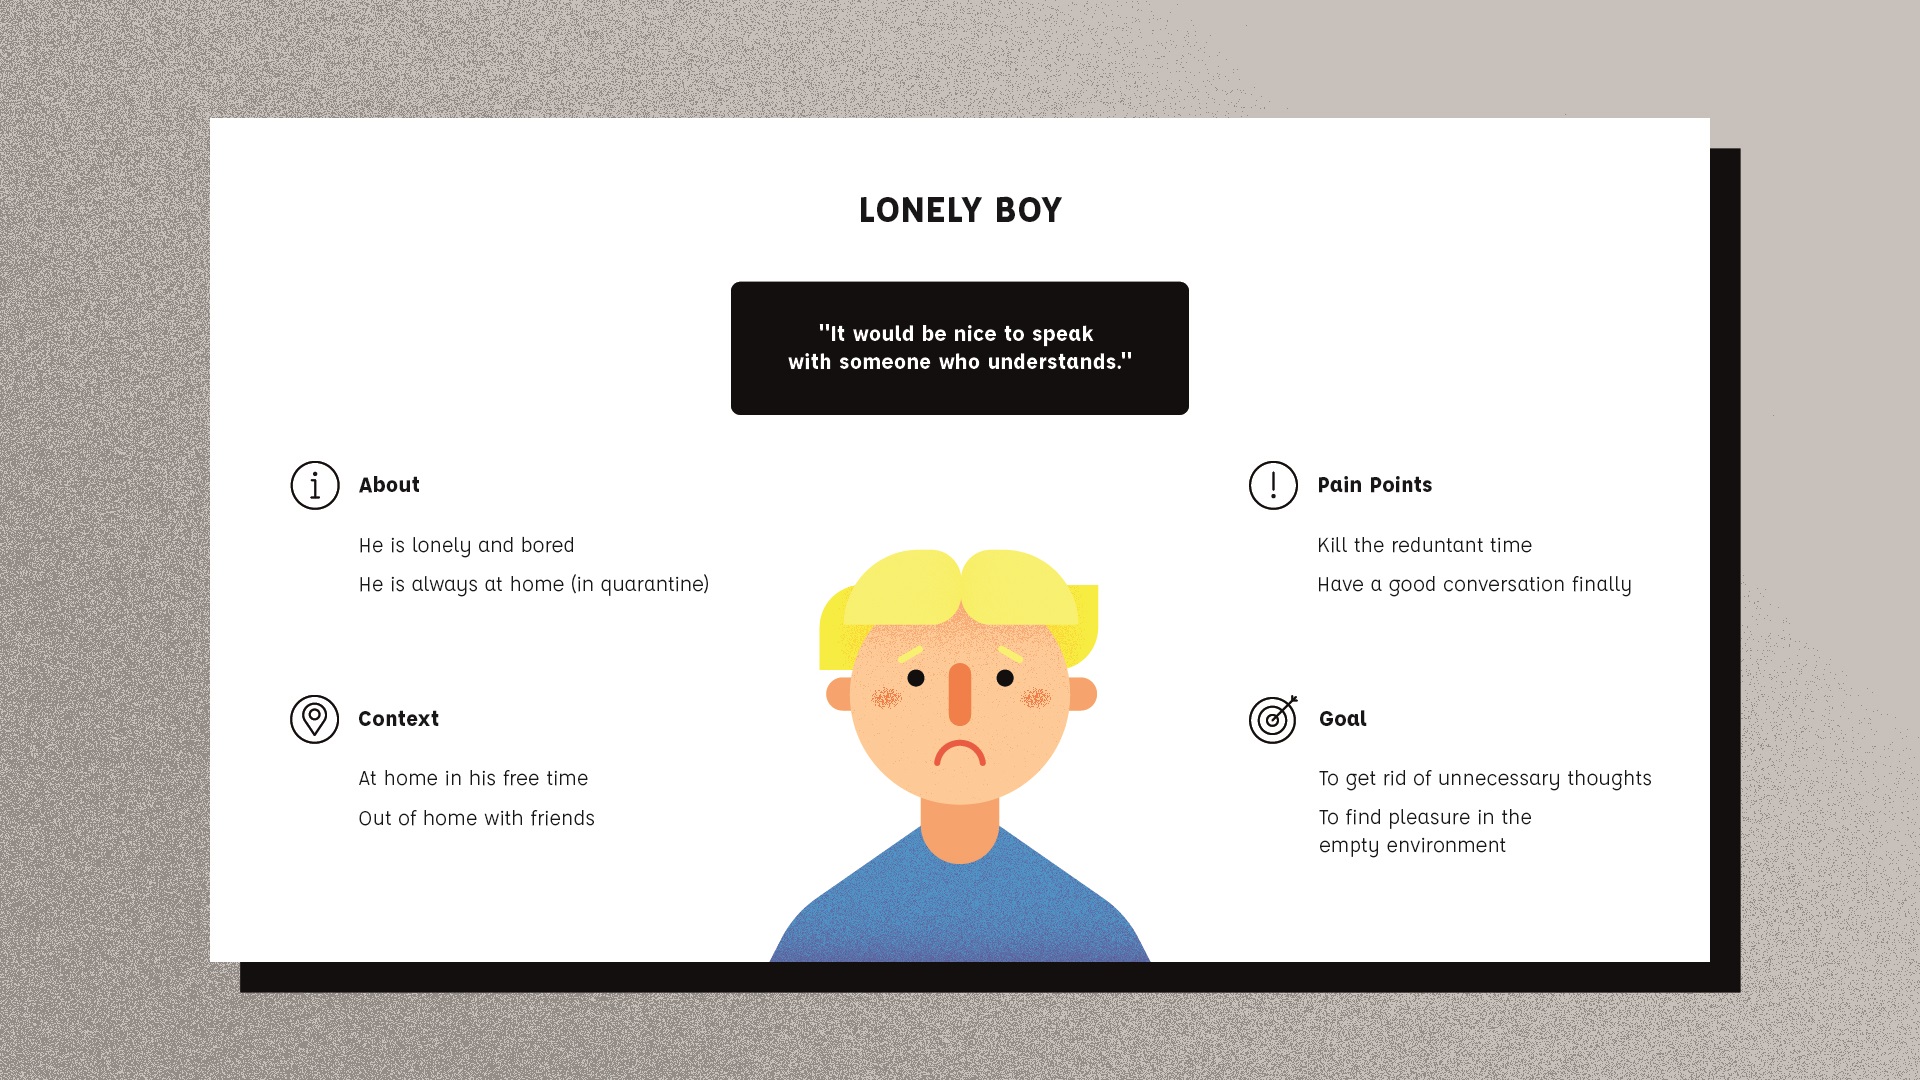 LONELY BOY
"It would be nice to speak
with someone who understands."
About
He is lonely and bored
He is always at home (in quarantine)
Context
At home in his free time
Out of home with friends
Pain Points
Kill the reduntant time
Have a good conversation finally
Goal
To get rid of unnecessary thoughts
To find pleasure in the
empty environment